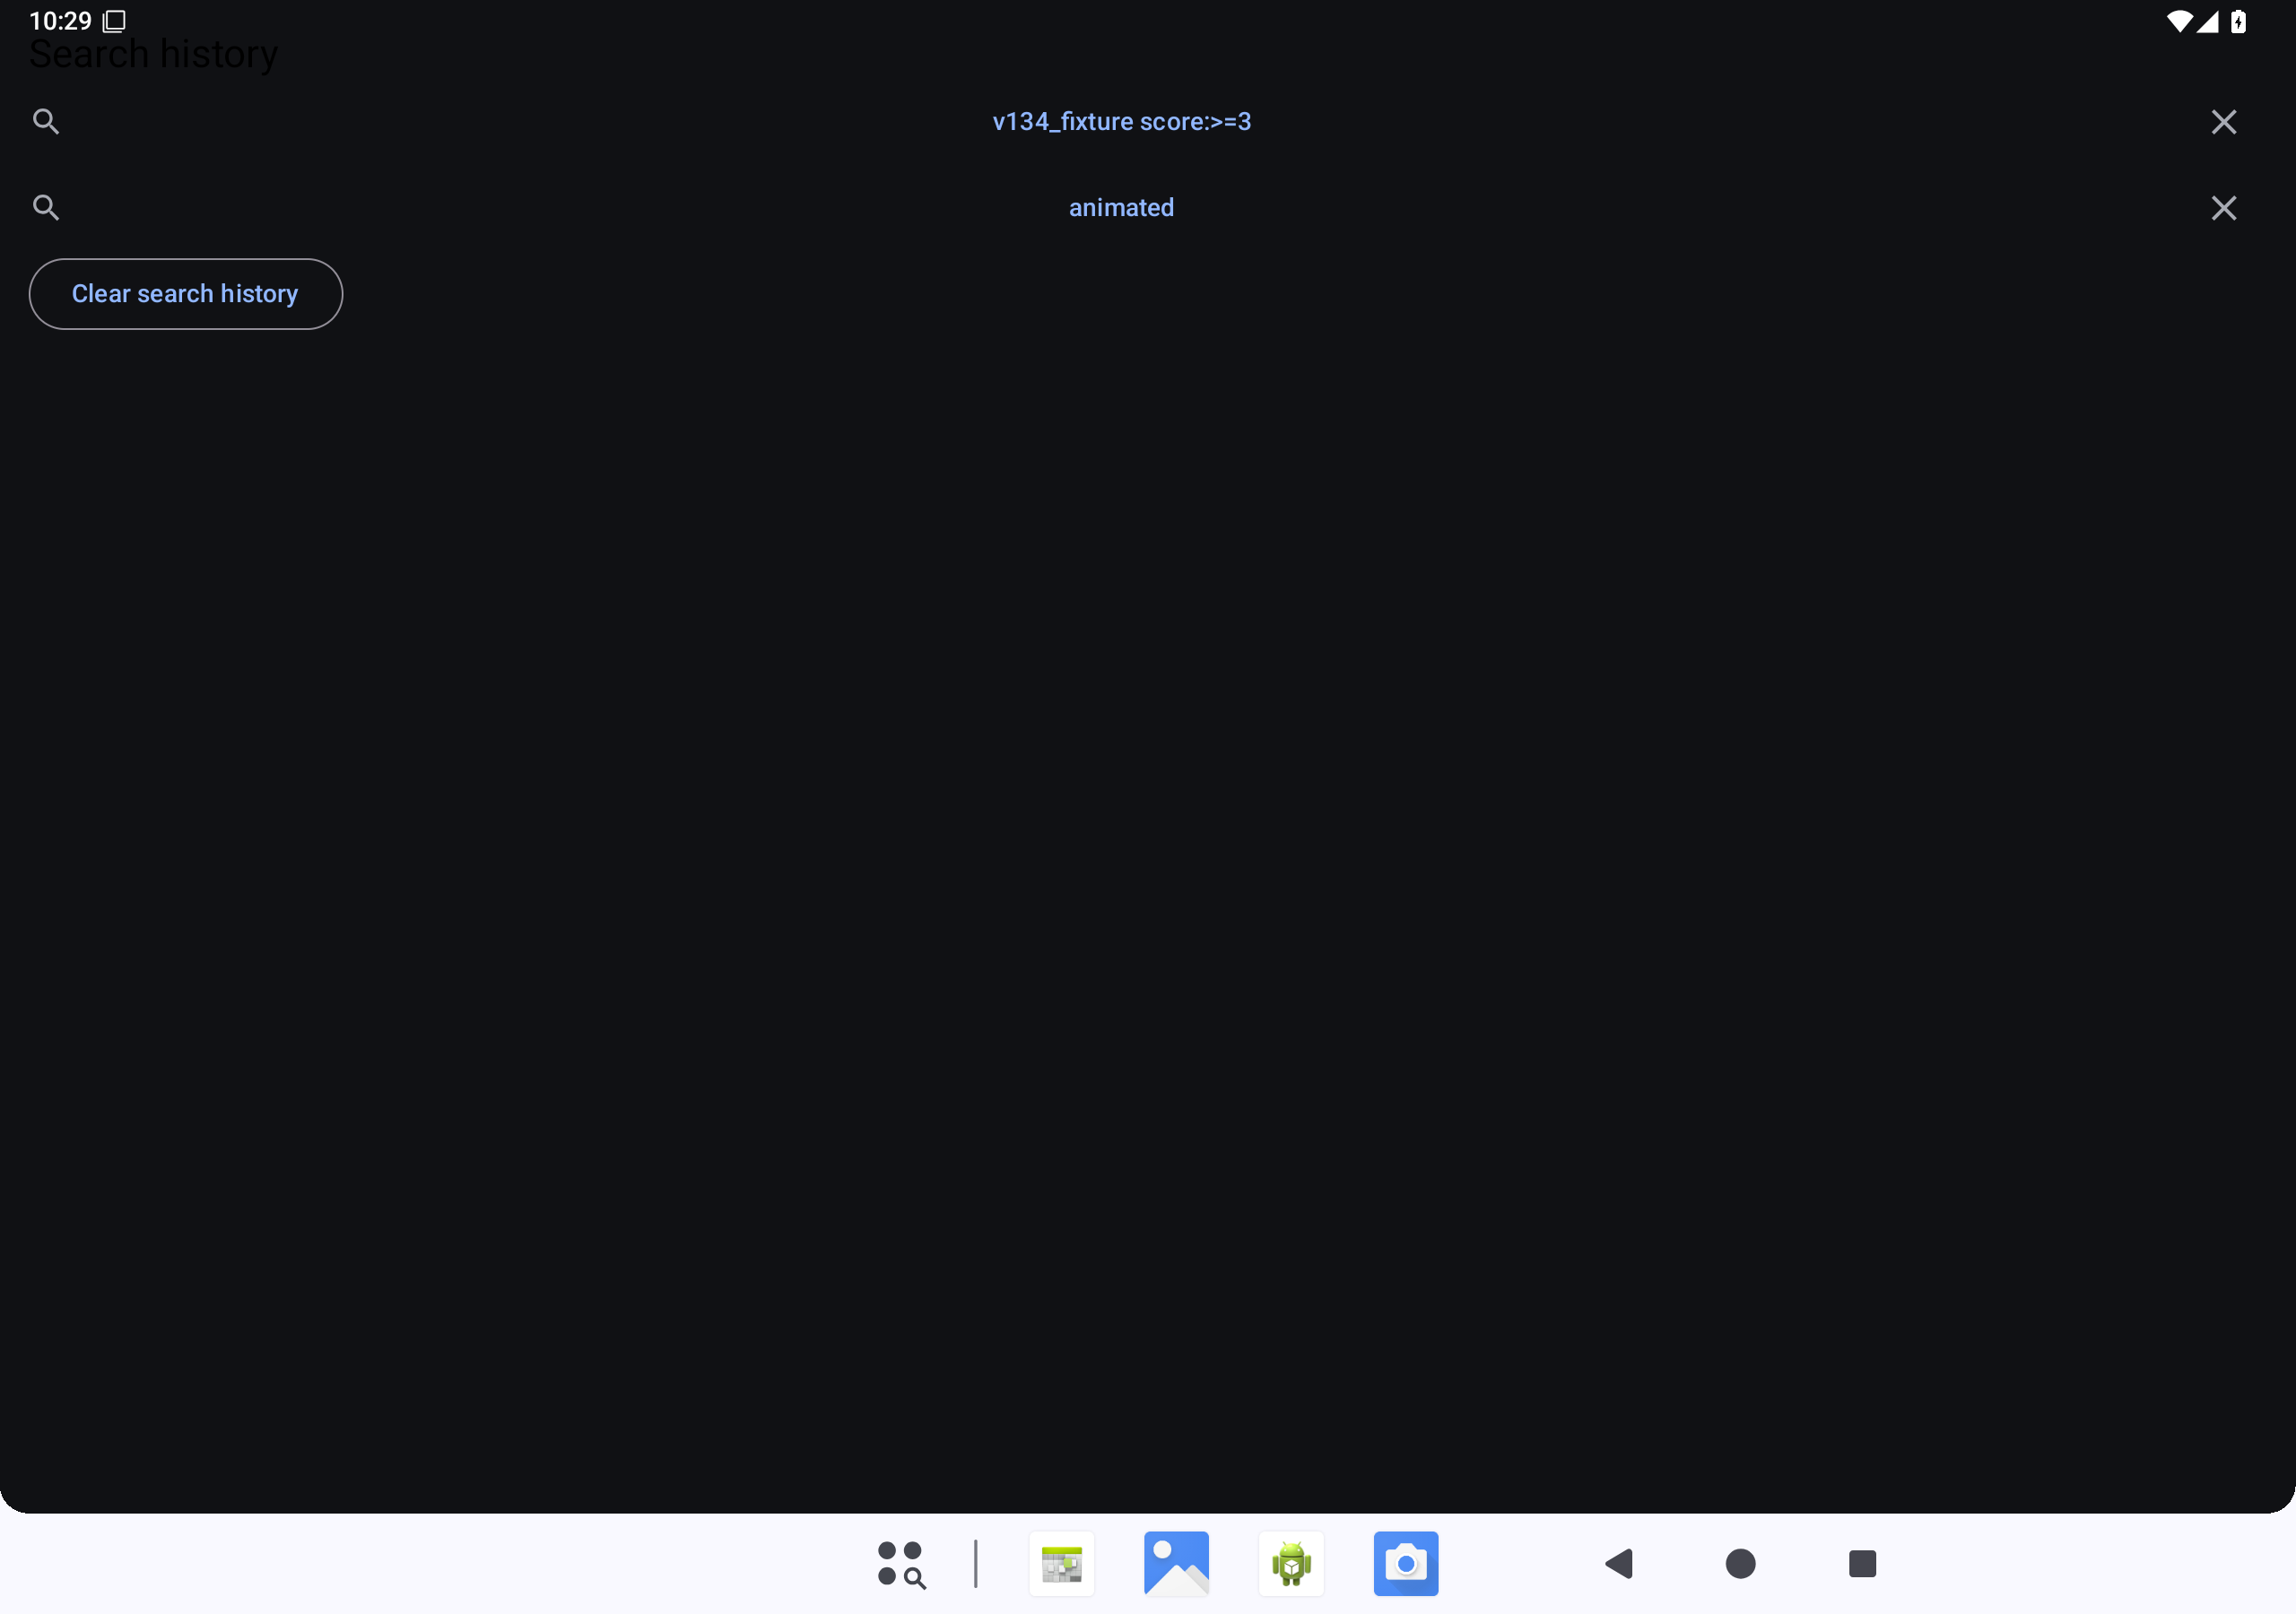 10:29
Search history
v134_fixture score:>=3
animated
Clear search history